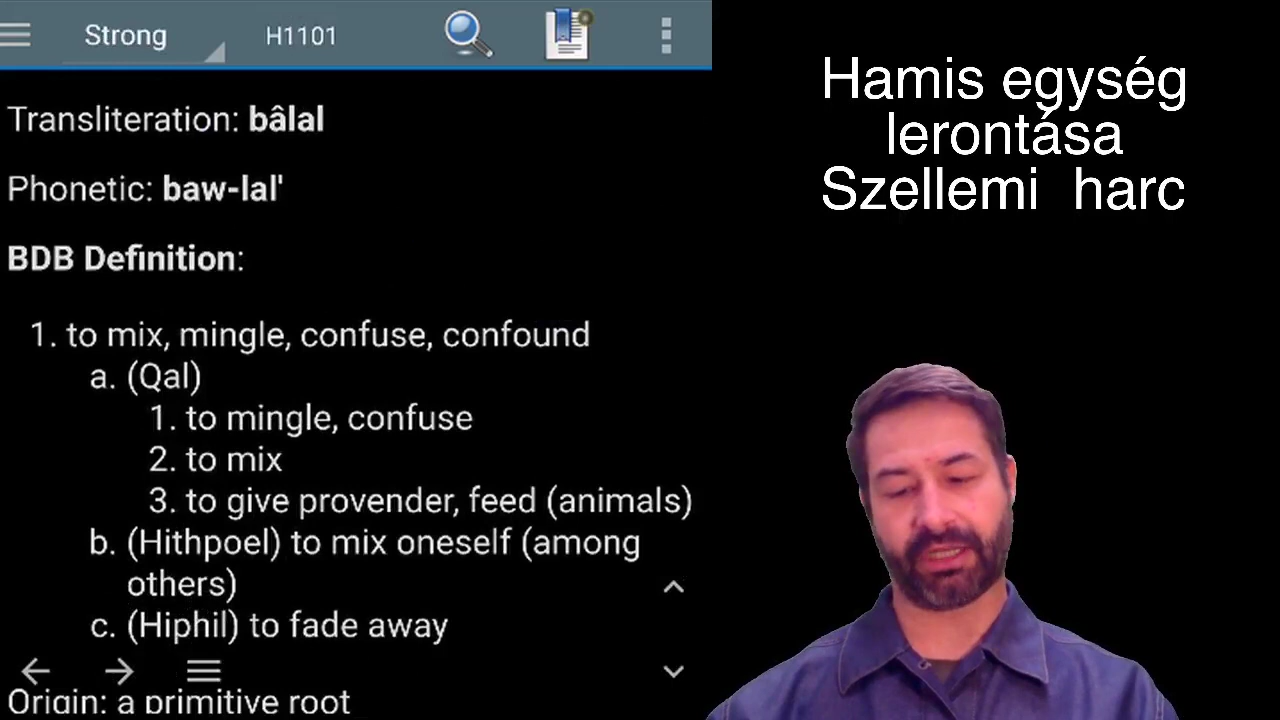 Strong
H1101
Transliteration: bâlal
Phonetic: baw-lal'
BDB Definition:
1. to mix, mingle, confuse, confound
a. (Qal)
1. to mingle, confuse
2. to mix
3. to give provender, feed (animals)
b. (Hithpoel) to mix oneself (among
others)
c. (Hiphil) to fade away
Origin: a primitive root
Hamis egység
lerontása
Szellemi harc